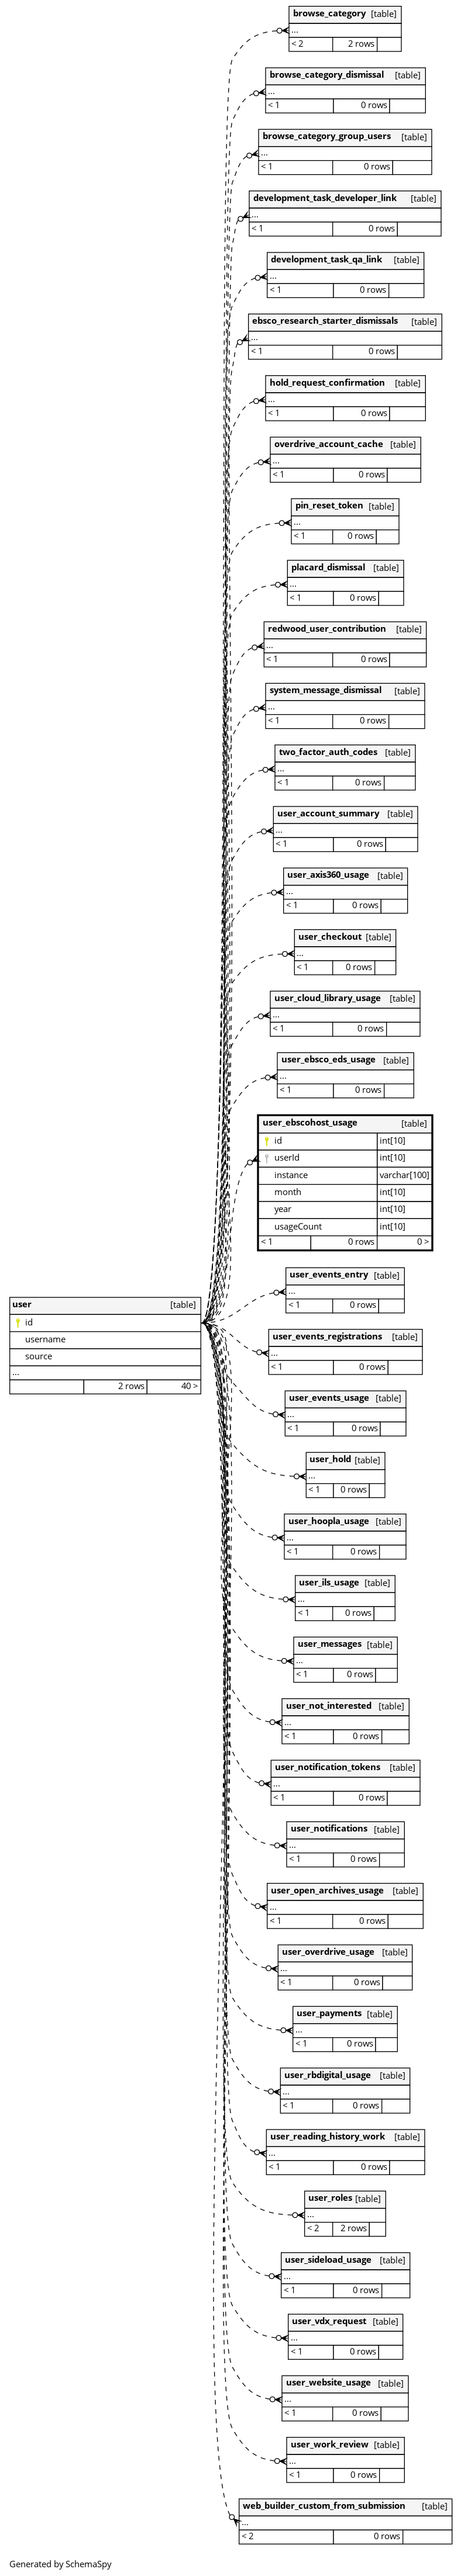 browse_category [table]
...
< 2 2 rows
browse_category_dismissal [table]
...
< 1 0 rows
browse_category_group_users [table]
...
< 1 0 rows
development_task_developer_link [table]
...
< 1 0 rows
development_task_qa_link [table]
...
< 1 0 rows
ebsco_research_starter_dismissals [table]
...
< 1 0 rows
hold_request_confirmation [table]
...
< 1 0 rows
overdrive_account_cache [table]
...
< 1 0 rows
pin_reset_token [table]
...
< 1 0 rows
placard_dismissal [table]
...
< 1 0 rows
redwood_user_contribution [table]
...
< 1 0 rows
system_message_dismissal [table]
...
< 1 0 rows
two_factor_auth_codes [table]
...
< 1 0 rows
user_account_summary [table]
...
< 1 0 rows
user_axis360_usage [table]
...
< 1 0 rows
user_checkout [table]
...
< 1 0 rows
user_cloud_library_usage [table]
...
< 1 0 rows
user_ebsco_eds_usage [table]
...
< 1 0 rows
user_ebscohost_usage [table]
id int[10]
userId int[10]
instance varchar[100]
month int[10]
year int[10]
usageCount int[10]
< 1 0 rows 0 >
user_events_entry [table]
...
< 1 0 rows
user [table]
id
username
source
...
2 rows 40 >
user_events_registrations [table]
...
< 1 0 rows
user_events_usage [table]
...
< 1 0 rows
user_hold [table]
...
< 1 0 rows
user_hoopla_usage [table]
...
< 1 0 rows
user_ils_usage [table]
...
< 1 0 rows
user_messages [table]
...
< 1 0 rows
user_not_interested [table]
...
< 1 0 rows
user_notification_tokens [table]
...
< 1 0 rows
user_notifications [table]
...
< 1 0 rows
user_open_archives_usage [table]
...
< 1 0 rows
user_overdrive_usage [table]
...
< 1 0 rows
user_payments [table]
...
< 1 0 rows
user_rbdigital_usage [table]
...
< 1 0 rows
user_reading_history_work [table]
...
< 1 0 rows
user_roles [table]
...
< 2 2 rows
user_sideload_usage [table]
...
< 1 0 rows
user_vdx_request [table]
...
< 1 0 rows
user_website_usage [table]
...
< 1 0 rows
user_work_review [table]
...
< 1 0 rows
web_builder_custom_from_submission [table]
...
< 2 0 rows
Generated by SchemaSpy